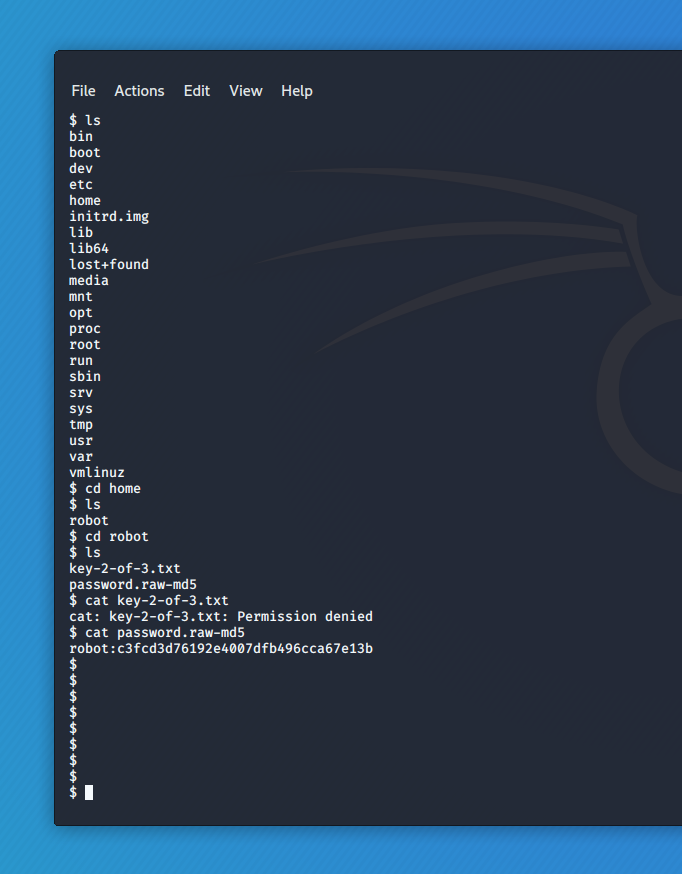 File Actions Edit View Help
$ ls
bin
boot
dev
etc
home
initrd.img
lib
lib64
lost+found
media
mnt
opt
proc
root
run
sbin
srv
sys
tmp
usr
var
vmlinuz
$ cd home
$ ls
robot
$ cd robot
$ ls
key-2-of-3.txt
password.raw-md5
$ cat key-2-of-3.txt
cat: key-2-of-3.txt: Permission denied
$ cat password.raw-md5
robot:c3fcd3d76192e4007dfb496cca67e13b
$
$
$
$
$
$
$
$
$